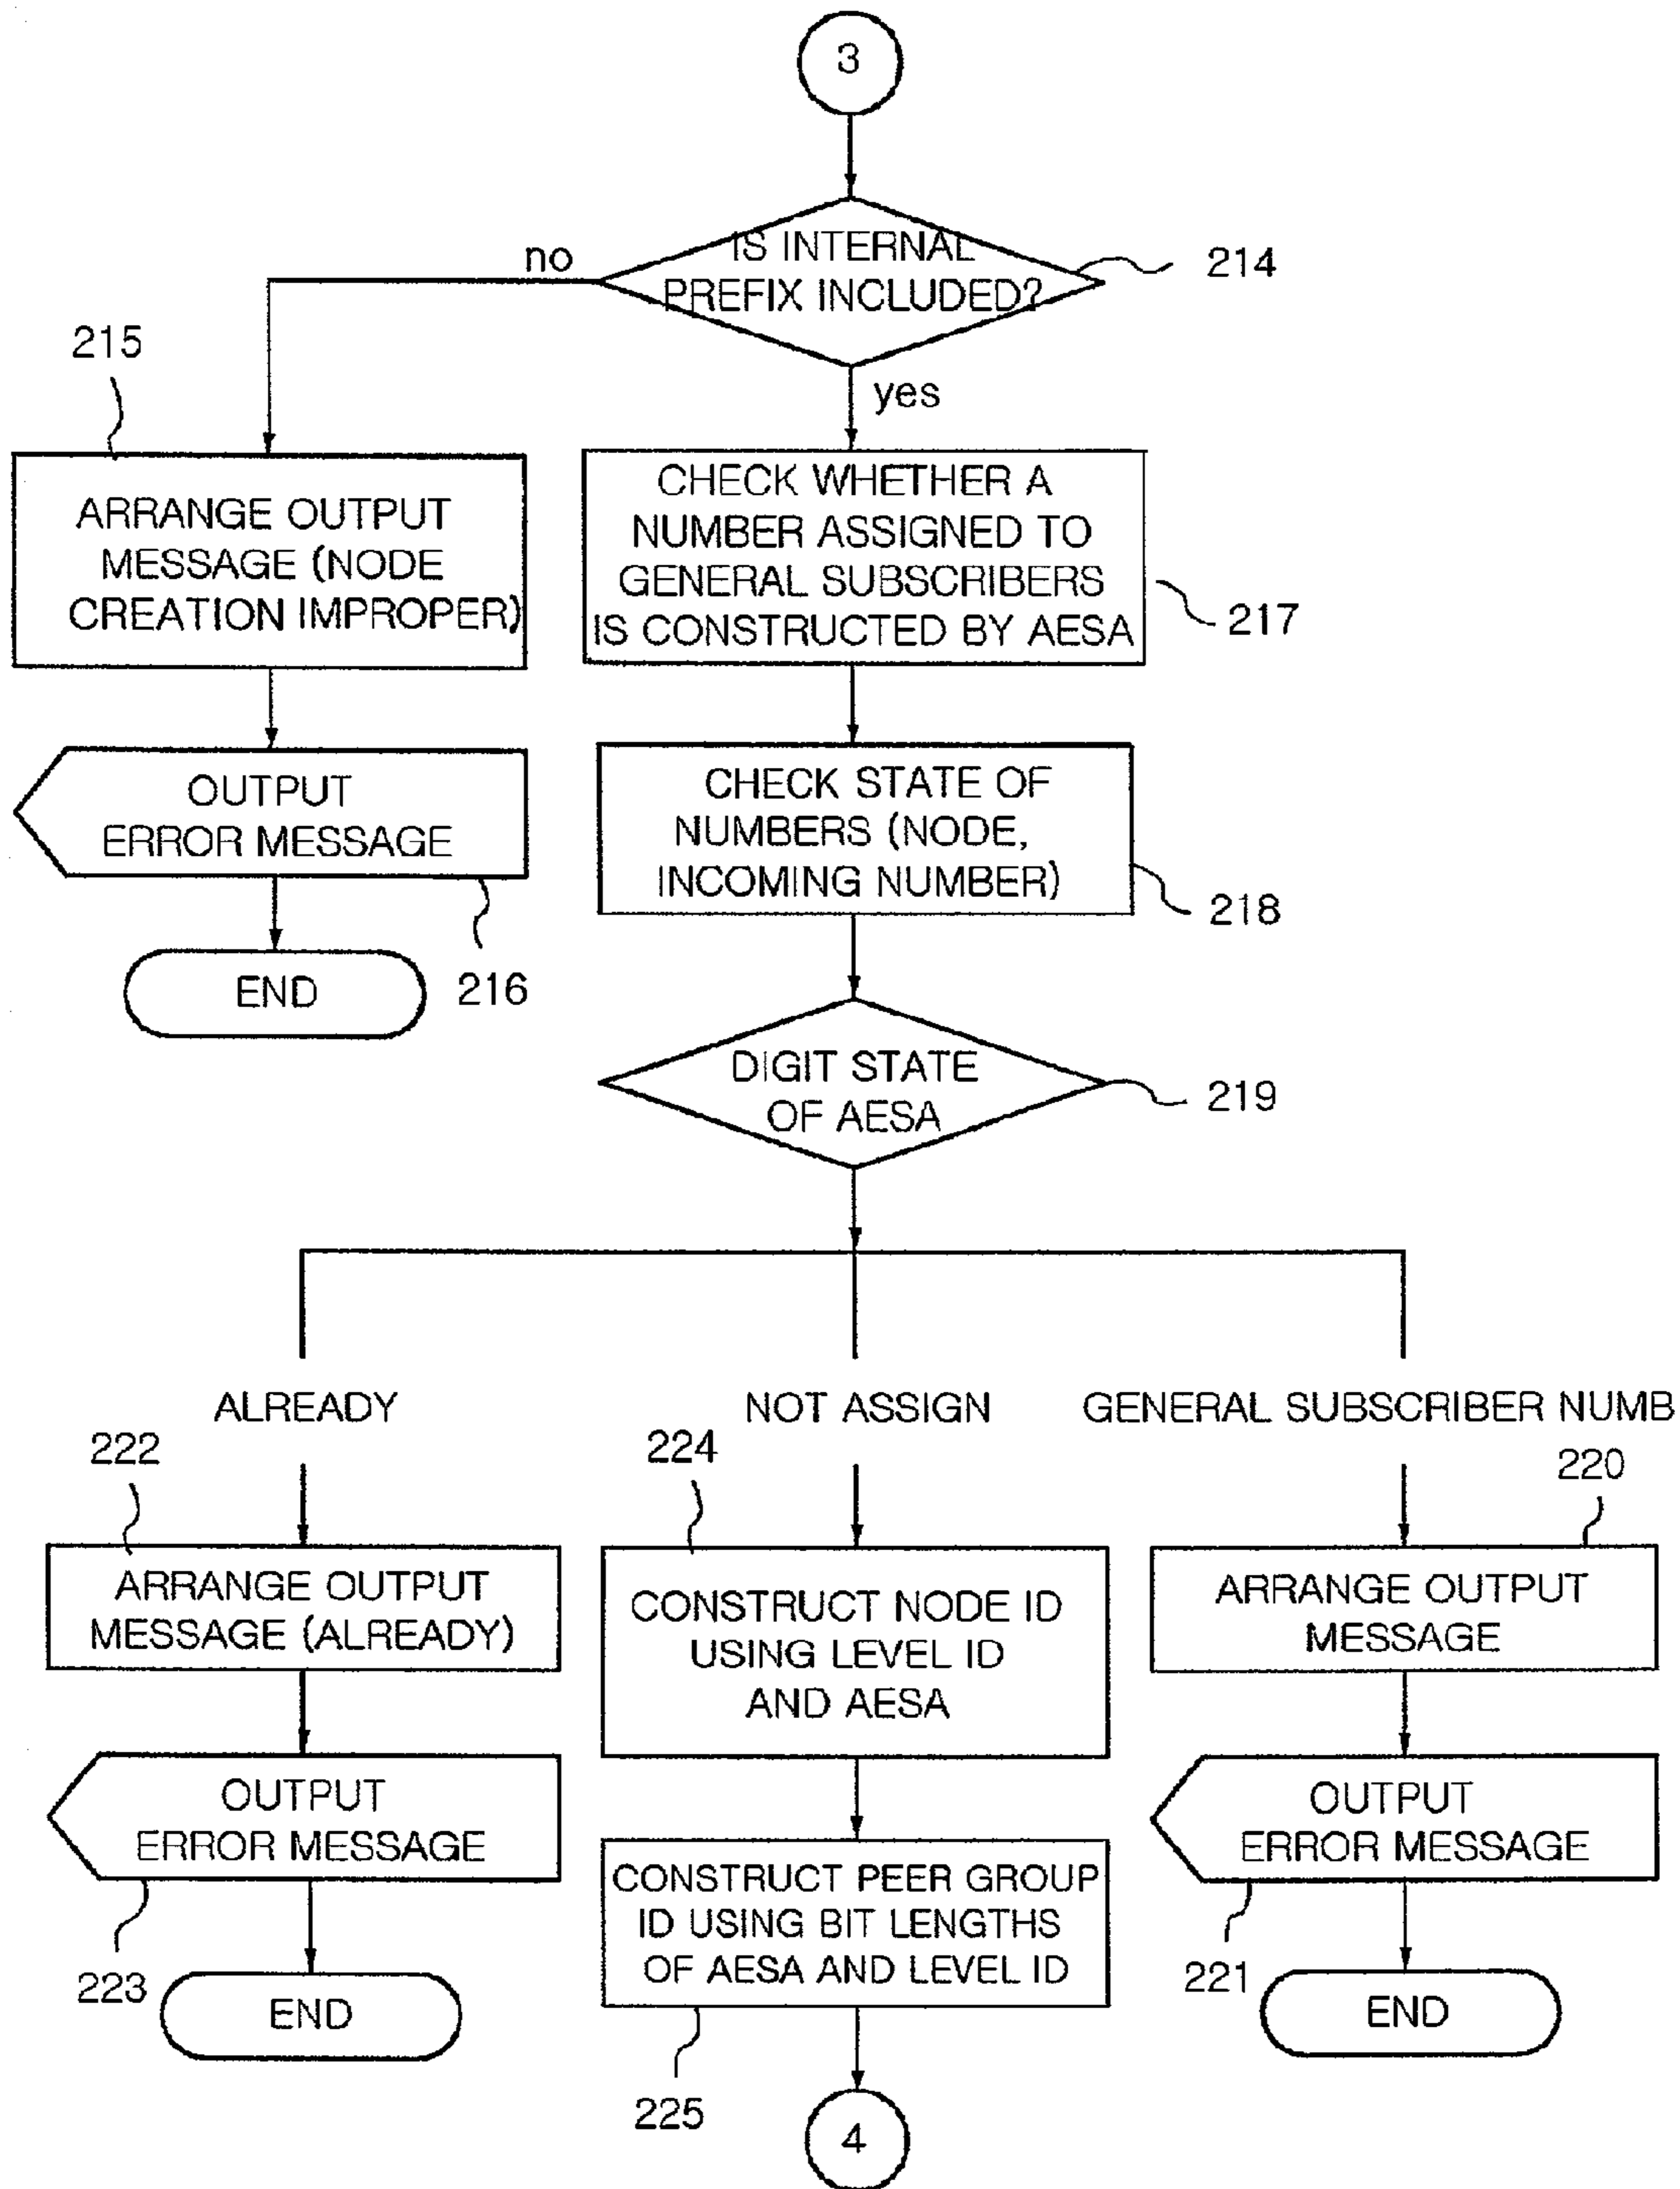 3
IS INTERNAL
PREFIX INCLUDED?
214
no
yes
215
ARRANGE OUTPUT
MESSAGE (NODE
CREATION IMPROPER)
CHECK WHETHER A
NUMBER ASSIGNED TO
GENERAL SUBSCRIBERS
IS CONSTRUCTED BY AESA
217
OUTPUT
ERROR MESSAGE
216
END
CHECK STATE OF
NUMBERS (NODE,
INCOMING NUMBER)
218
DIGIT STATE
OF AESA
219
ALREADY
NOT ASSIGN
GENERAL SUBSCRIBER NUMB
222
ARRANGE OUTPUT
MESSAGE (ALREADY)
OUTPUT
ERROR MESSAGE
223
END
224
CONSTRUCT NODE ID
USING LEVEL ID
AND AESA
CONSTRUCT PEER GROUP
ID USING BIT LENGTHS
OF AESA AND LEVEL ID
225
4
220
ARRANGE OUTPUT
MESSAGE
OUTPUT
ERROR MESSAGE
221
END